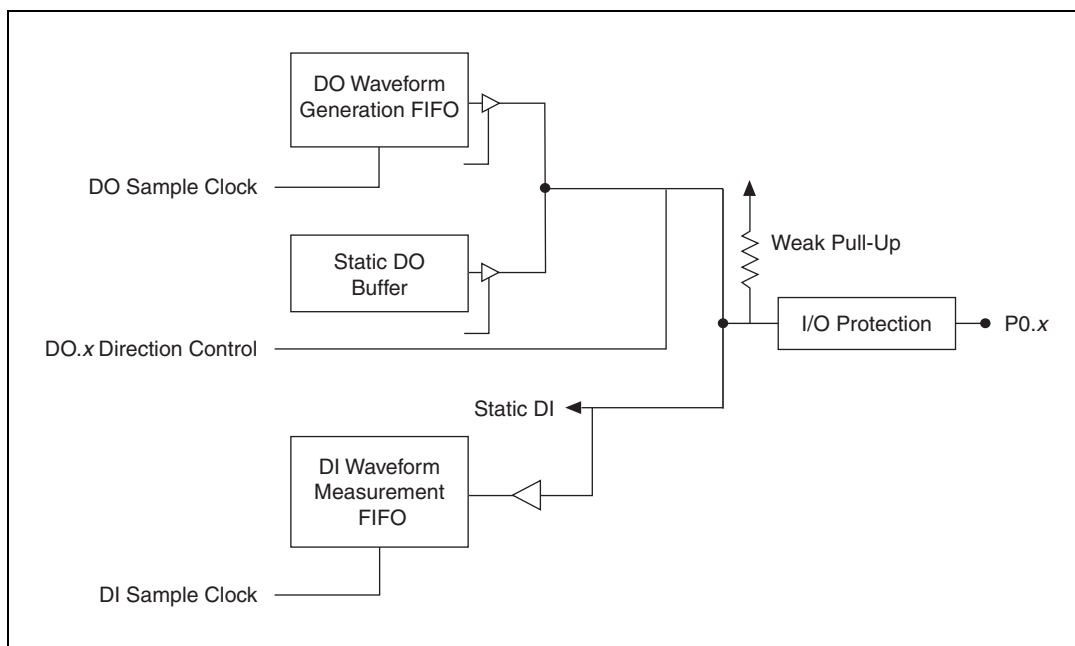 DO Waveform
Generation FIFO
DO Sample Clock
Static DO
Buffer
Weak Pull-Up
I/O Protection
P0.x
DO.x Direction Control
Static DI
DI Waveform
Measurement
FIFO
DI Sample Clock